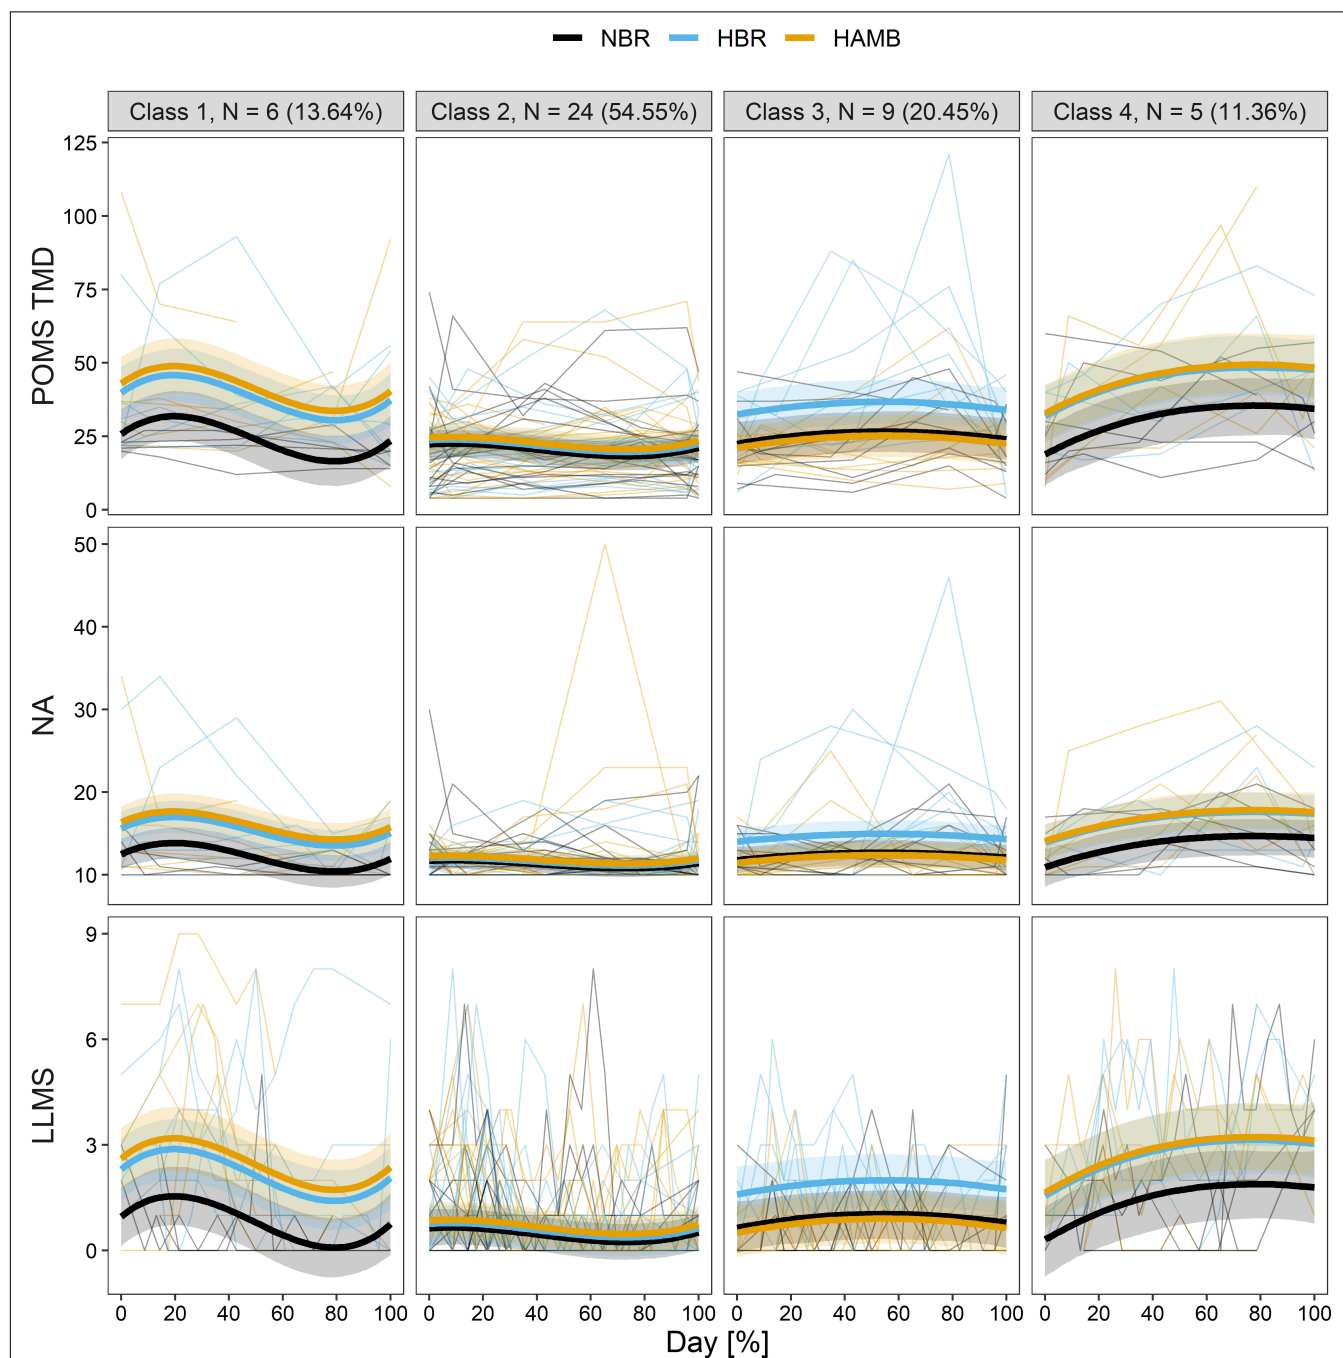 NBR HBR HAMB
Class 1, N = 6 (13.64%) Class 2, N = 24 (54.55%) Class 3, N = 9 (20.45%) Class 4, N = 5 (11.36%)
POMS TMD
125
100
75
50
25
0
NA
50
40
30
20
10
LLMS
9
6
3
0
0 20 40 60 80 100 0 20 40 60 80 100 0 20 40 60 80 100 0 20 40 60 80 100
Day [%]